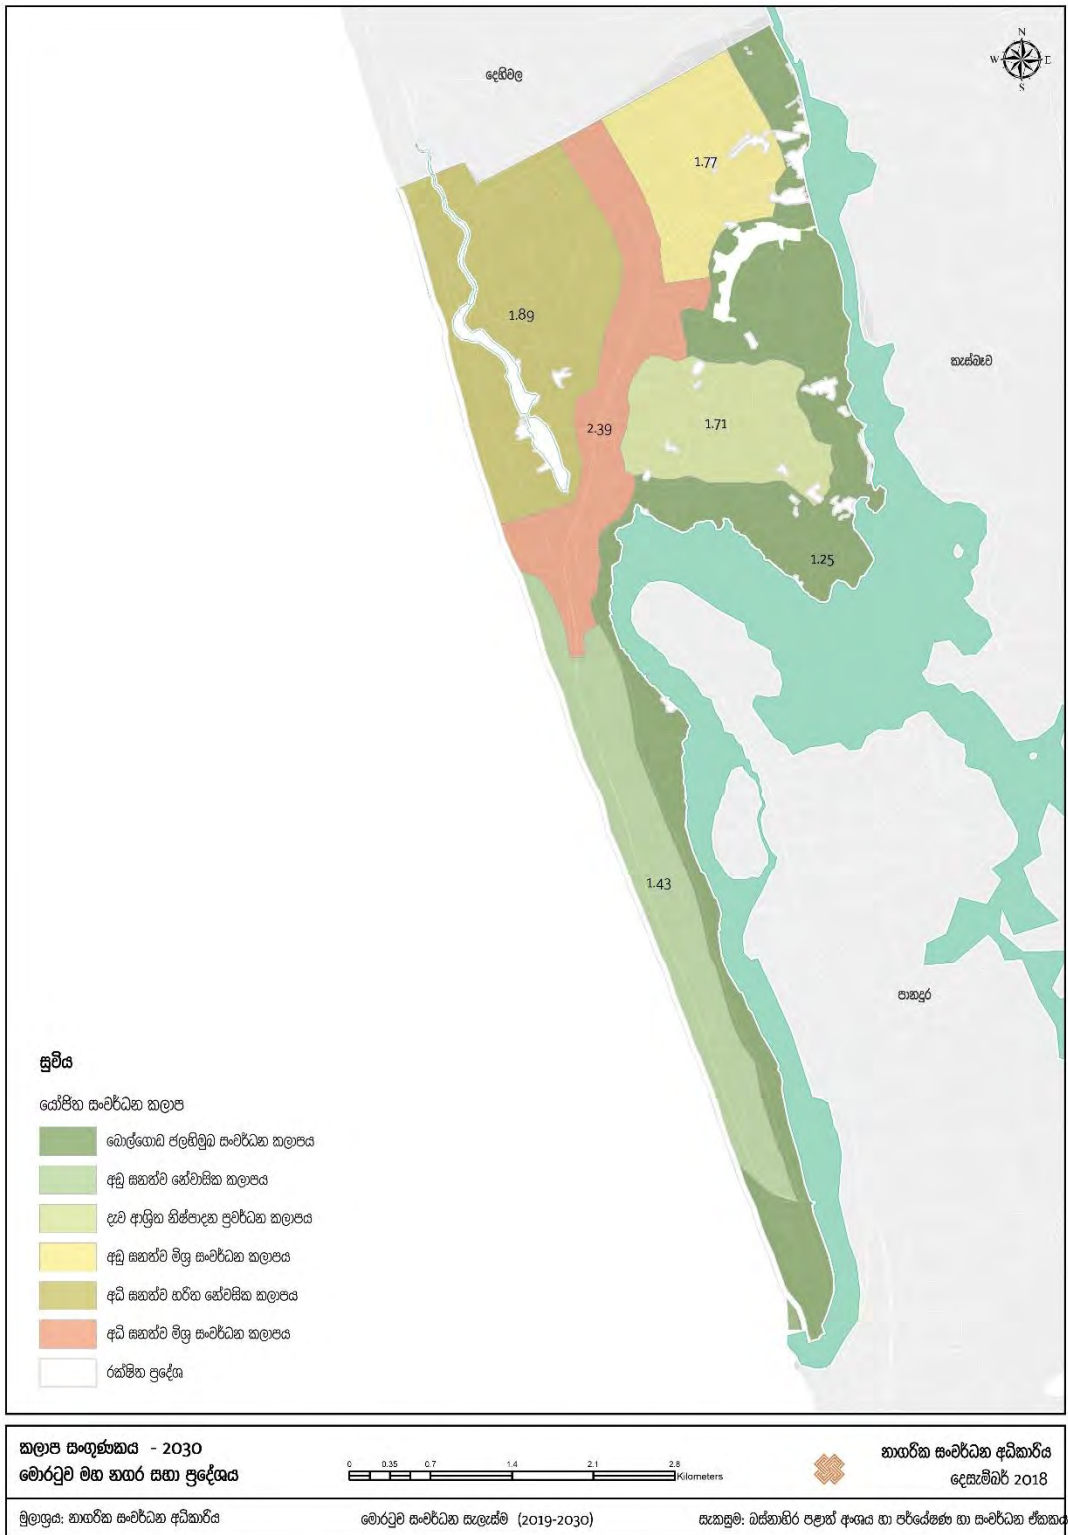 දෙහිවල
N
W E
S
1.77
1.89
කැස්බෑව
2.39
1.71
1.25
1.43
පානදුර
සුචිය
යෝජිත සංවර්ධන කලාප
බොල්ගොඩ ජලභිමුඛ සංවර්ධන කලාපය
අඩු ඝනත්ව නේවාසික කලාපය
දැව ආශ්‍රිත නිෂ්පාදන ප්‍රවර්ධන කලාපය
අඩු ඝනත්ව මිශ්‍ර සංවර්ධන කලාපය
අධි ඝනත්ව හරිත නේවසික කලාපය
අධි ඝනත්ව මිශ්‍ර සංවර්ධන කලාපය
රක්ෂිත ප්‍රදේශ
කලාප සංගුණකය - 2030
මොරටුව මහ නගර සභා ප්‍රදේශය
0 0.35 0.7 1.4 2.1 2.8
Kilometers
නාගරික සංවර්ධන අධිකාරිය
දෙසැම්බර් 2018
මුලාශ්‍රය: නාගරික සංවර්ධන අධිකාරිය
මොරටුව සංවර්ධන සැලැස්ම (2019-2030)
සැකසුම: බස්නාහිර පළාත් අංශය හා පර්යේෂණ හා සංවර්ධන ඒකකය